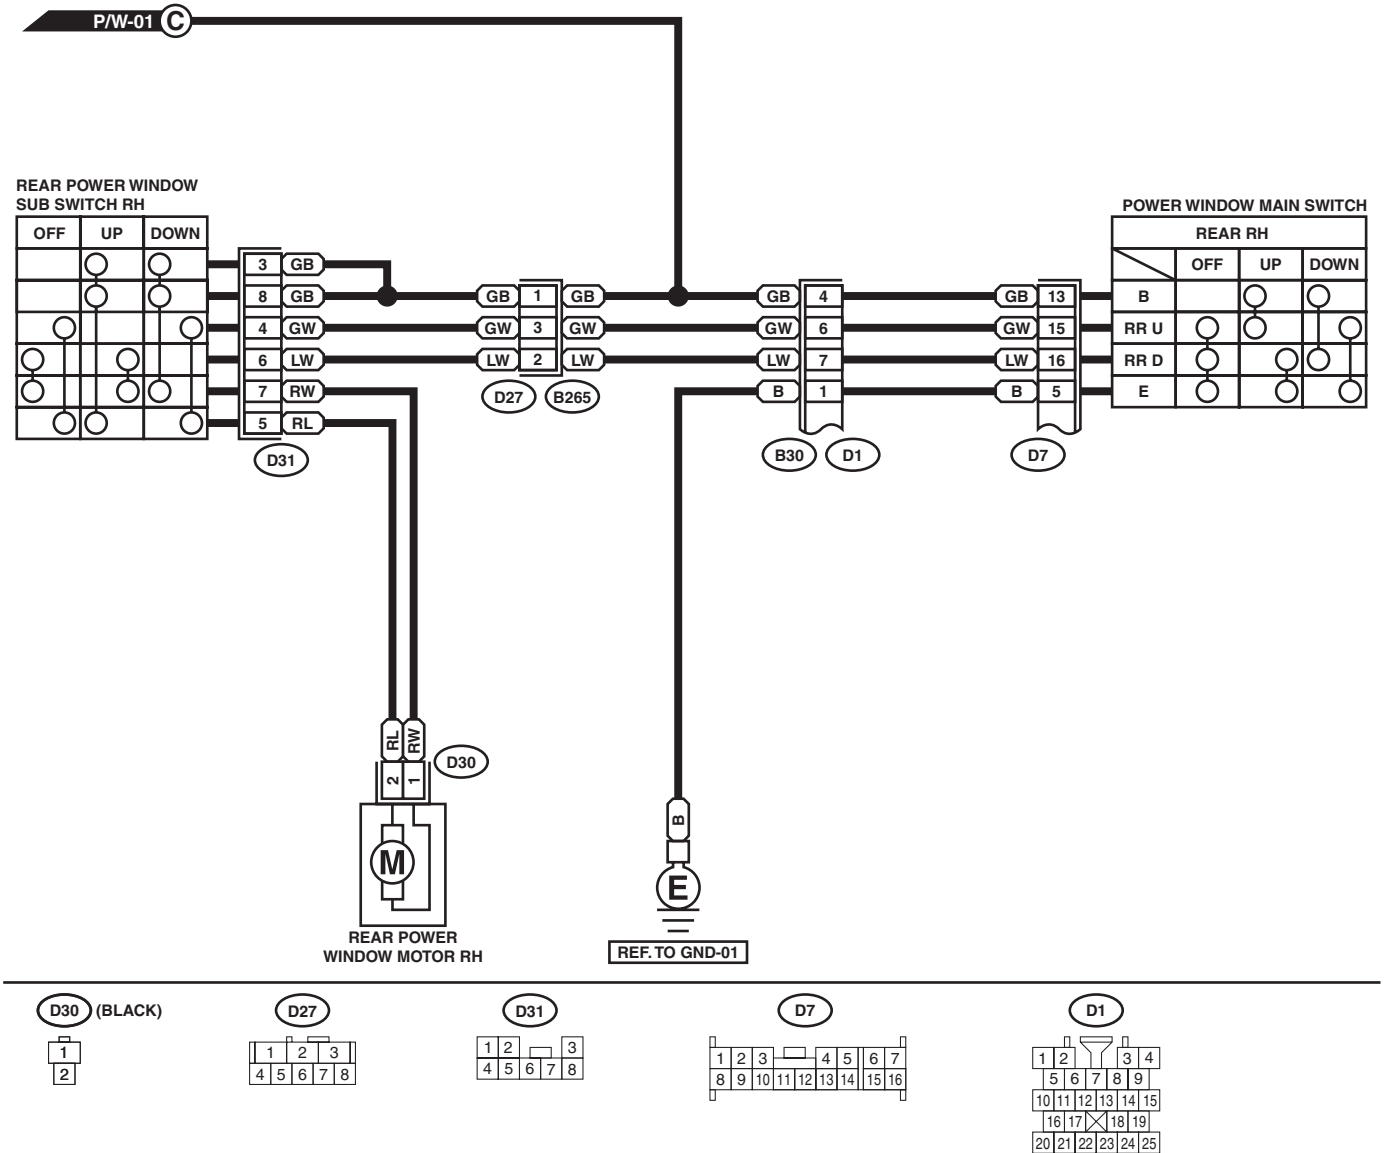 P/W-01 C
REAR POWER WINDOW
SUB SWITCH RH
POWER WINDOW MAIN SWITCH
OFF UP DOWN
REAR RH
OFF UP DOWN
3 GB
8 GB GB 1 GB GB 4 GB 13 B
4 GW GW 3 GW GW 6 GW 15 RR U
6 LW LW 2 LW LW 7 LW 16 RR D
7 RW B 1 B 5 E
5 RL
D27 B265
D31 B30 D1 D7
RL RW
2 1
D30
B
M
E
REAR POWER
WINDOW MOTOR RH
REF. TO GND-01
D30 (BLACK) D27 D31 D7 D1
1
2
1 2 3
4 5 6 7 8
1 2 3
4 5 6 7 8
1 2 3 4 5 6 7
8 9 10 11 12 13 14 15 16
1 2 3 4
5 6 7 8 9
10 11 12 13 14 15
16 17 18 19
20 21 22 23 24 25